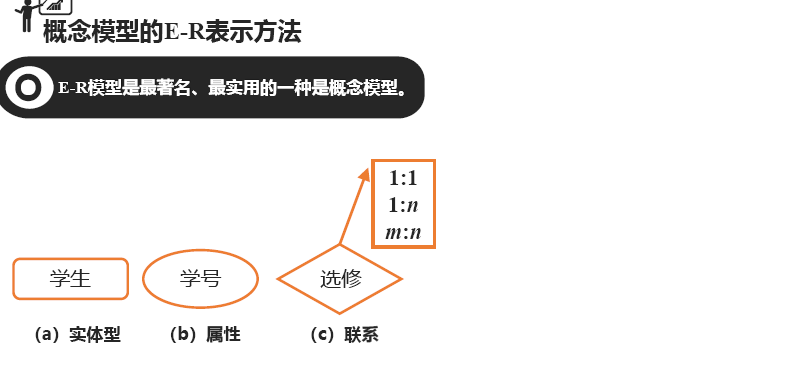 概念模型的E-R表示方法
E-R模型是最著名、最实用的一种是概念模型。
1:1
1:n
m:n
学生
学号
选修
（a）实体型
（b）属性
（c）联系